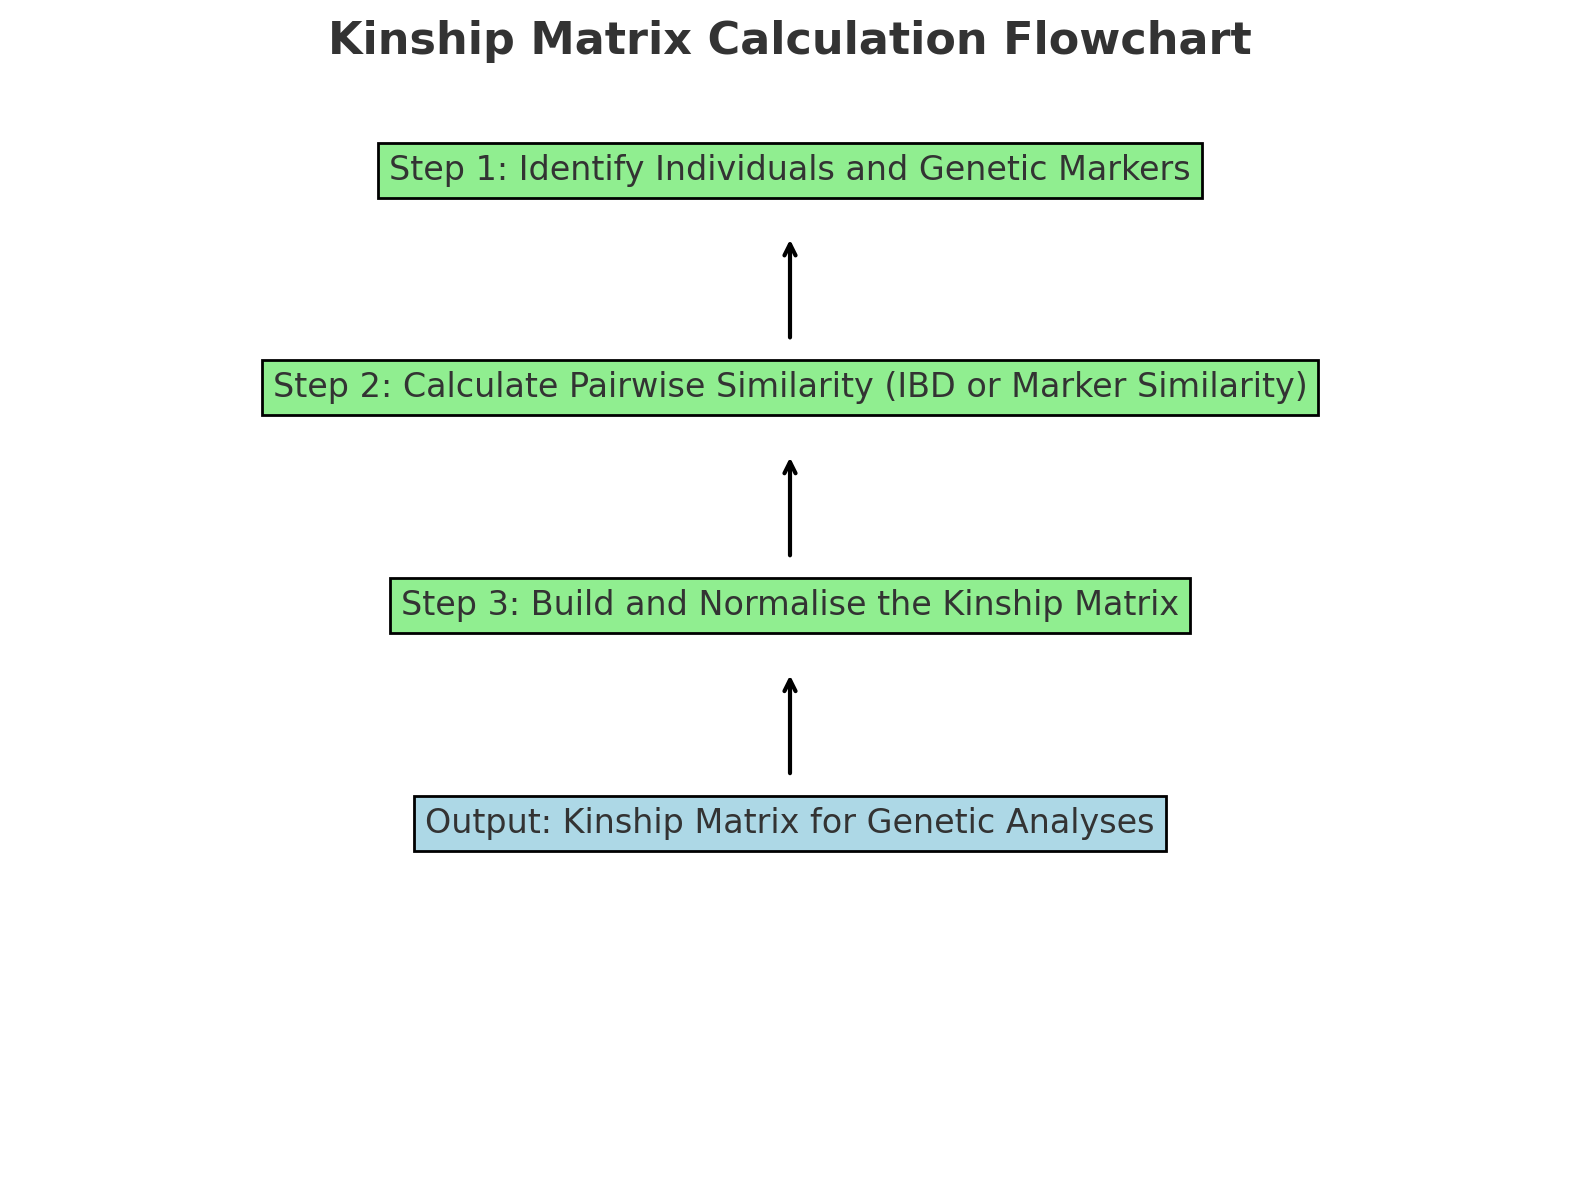 Kinship Matrix Calculation Flowchart
Step 1: Identify Individuals and Genetic Markers
Step 2: Calculate Pairwise Similarity (IBD or Marker Similarity)
Step 3: Build and Normalise the Kinship Matrix
Output: Kinship Matrix for Genetic Analyses